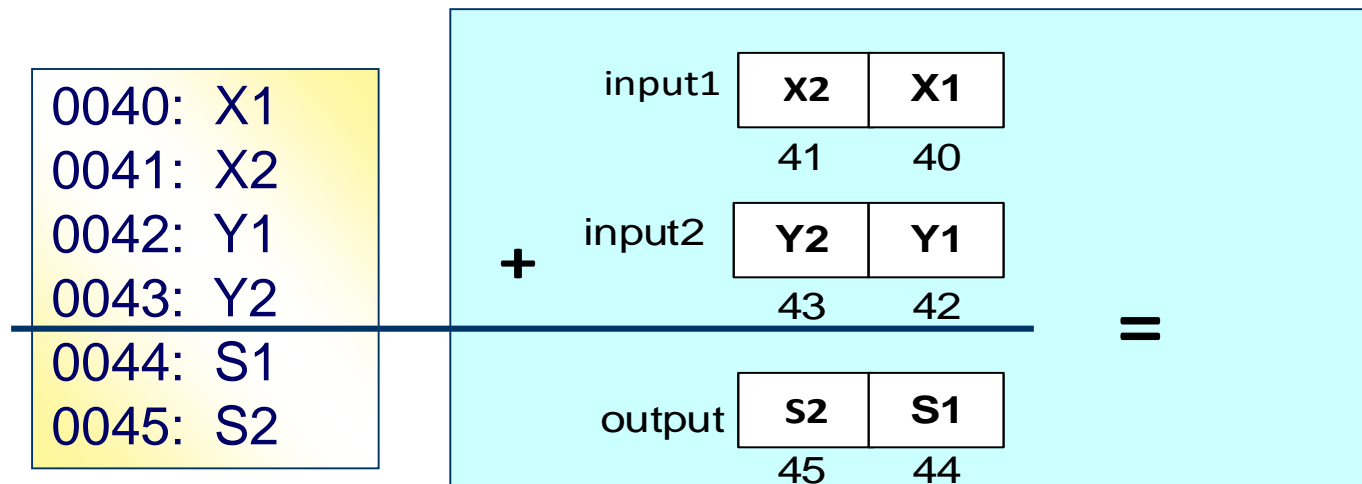 0040: X1
0041: X2
0042: Y1
0043: Y2
0044: S1
0045: S2
input1 X2 X1
41 40
+ input2 Y2 Y1
43 42
=
output S2 S1
45 44